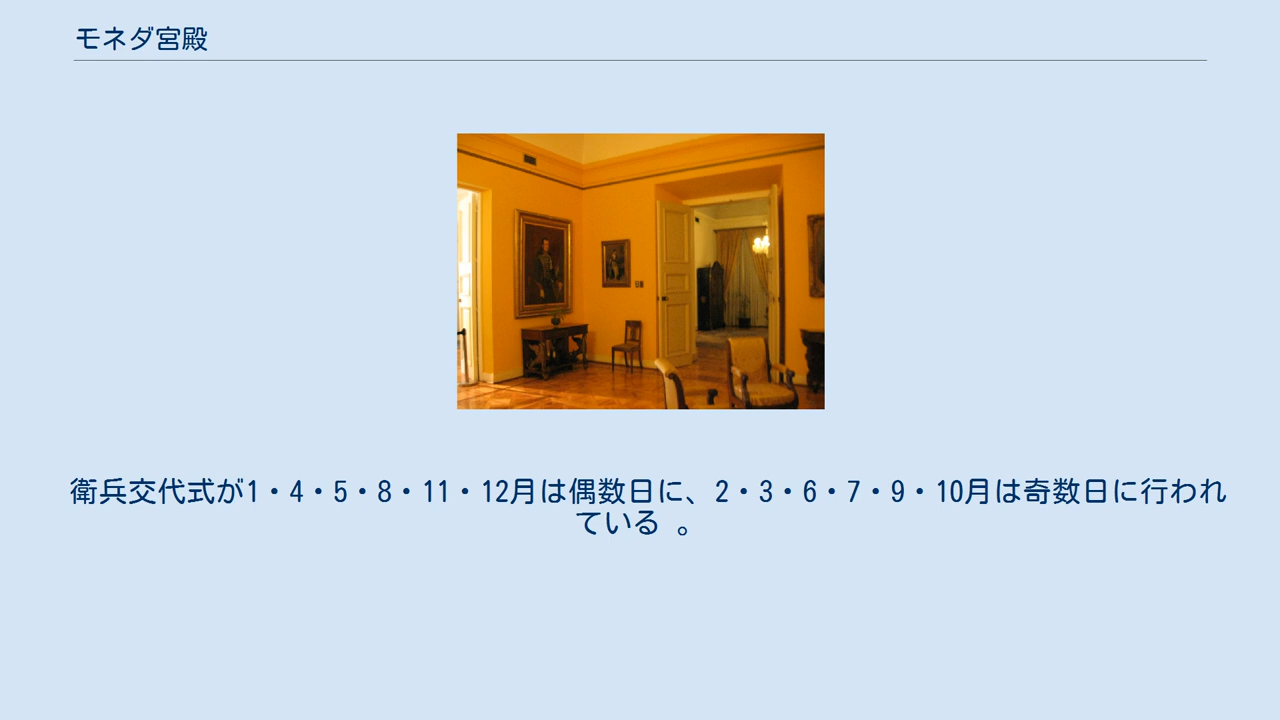 モネダ宮殿
衛兵交代式が1・4・5・8・11・12月は偶数日に、2・3・6・7・9・10月は奇数日に行われ
ている 。